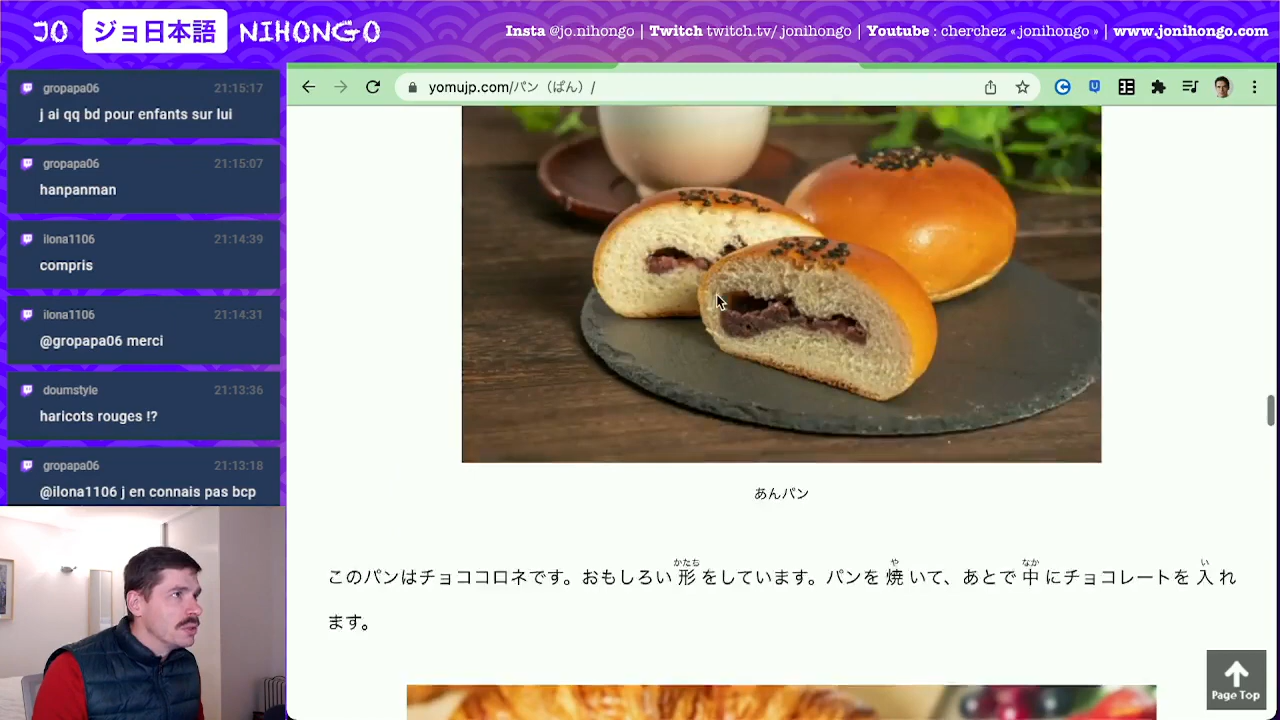 JO ジョ日本語 NIHONGO
Insta @jo.nihongo | Twitch twitch.tv/ jonihongo | Youtube : cherchez « jonihongo » | www.jonihongo.com
gropapa06 21:15:17
j ai qq bd pour enfants sur lui
gropapa06 21:15:07
hanpanman
ilona1106 21:14:39
compris
ilona1106 21:14:31
@gropapa06 merci
doumstyle 21:13:36
haricots rouges !?
gropapa06 21:13:18
@ilona1106 j en connais pas bcp
yomujp.com/パン（ぱん）/
あんパン
かたち や なか い
このパンはチョココロネです。おもしろい形をしています。パンを焼いて、あとで中にチョコレートを入れ
ます。
Page Top